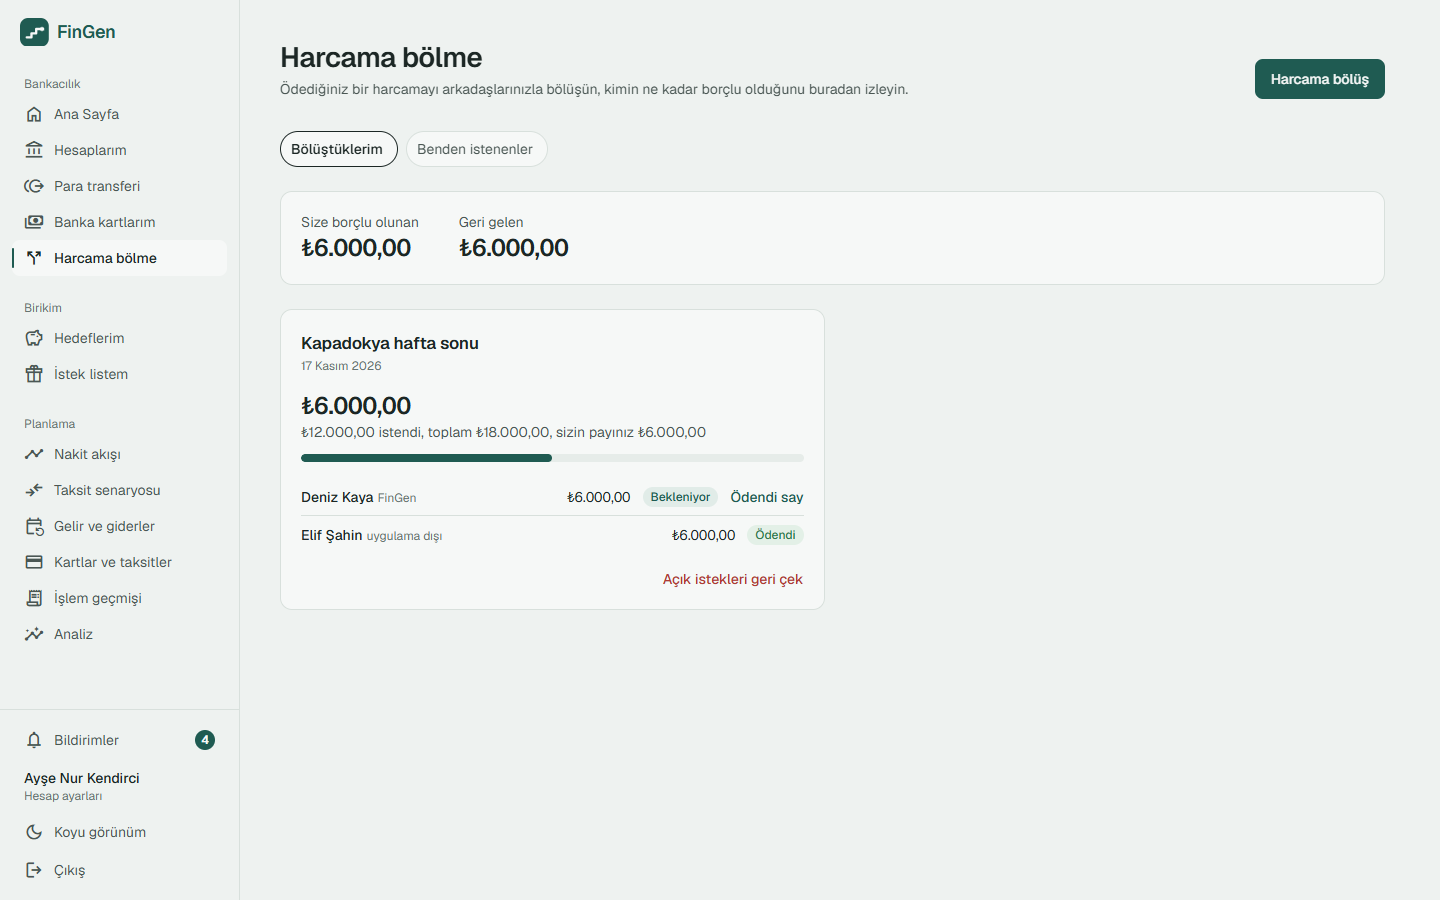 FinGen
Bankacılık
Ana Sayfa
Hesaplarım
Para transferi
Banka kartlarım
Harcama bölme
Birikim
Hedeflerim
İstek listem
Planlama
Nakit akışı
Taksit senaryosu
Gelir ve giderler
Kartlar ve taksitler
İşlem geçmişi
Analiz
Bildirimler 4
Ayşe Nur Kendirci
Hesap ayarları
Koyu görünüm
Çıkış
Harcama bölme
Ödediğiniz bir harcamayı arkadaşlarınızla bölüşün, kimin ne kadar borçlu olduğunu buradan izleyin.
Harcama bölüş
Bölüştüklerim Benden istenenler
Size borçlu olunan Geri gelen
₺6.000,00 ₺6.000,00
Kapadokya hafta sonu
17 Kasım 2026
₺6.000,00
₺12.000,00 istendi, toplam ₺18.000,00, sizin payınız ₺6.000,00
Deniz Kaya FinGen ₺6.000,00 Bekleniyor Ödendi say
Elif Şahin uygulama dışı ₺6.000,00 Ödendi
Açık istekleri geri çek